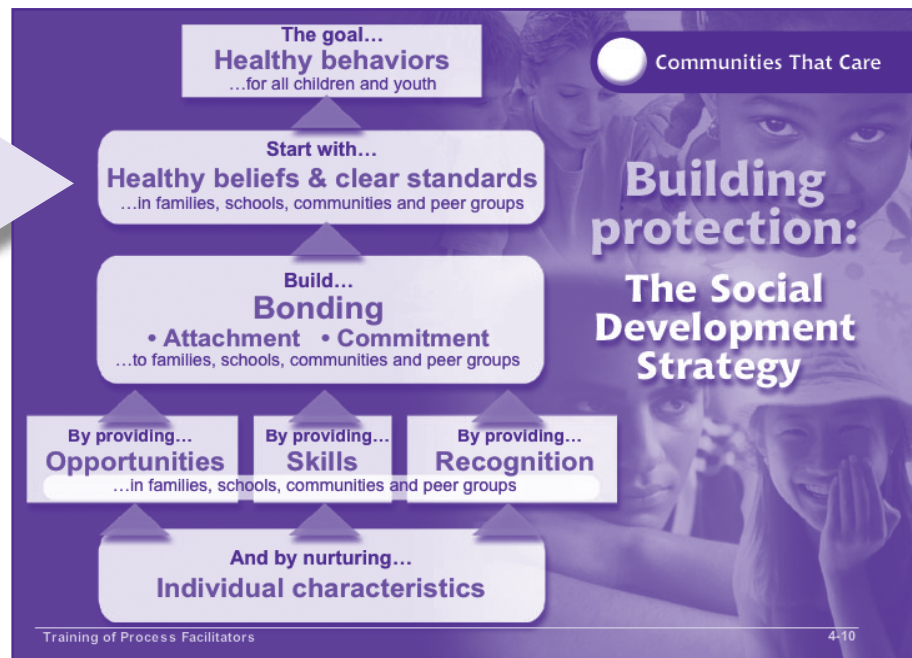 The goal…
Healthy behaviors
…for all children and youth
Communities That Care
Start with…
Healthy beliefs & clear standards
…in families, schools, communities and peer groups
Building
protection:
The Social
Development
Strategy
Build…
Bonding
• Attachment • Commitment
…to families, schools, communities and peer groups
By providing…
Opportunities
By providing…
Skills
By providing…
Recognition
…in families, schools, communities and peer groups
And by nurturing…
Individual characteristics
Training of Process Facilitators
4-10